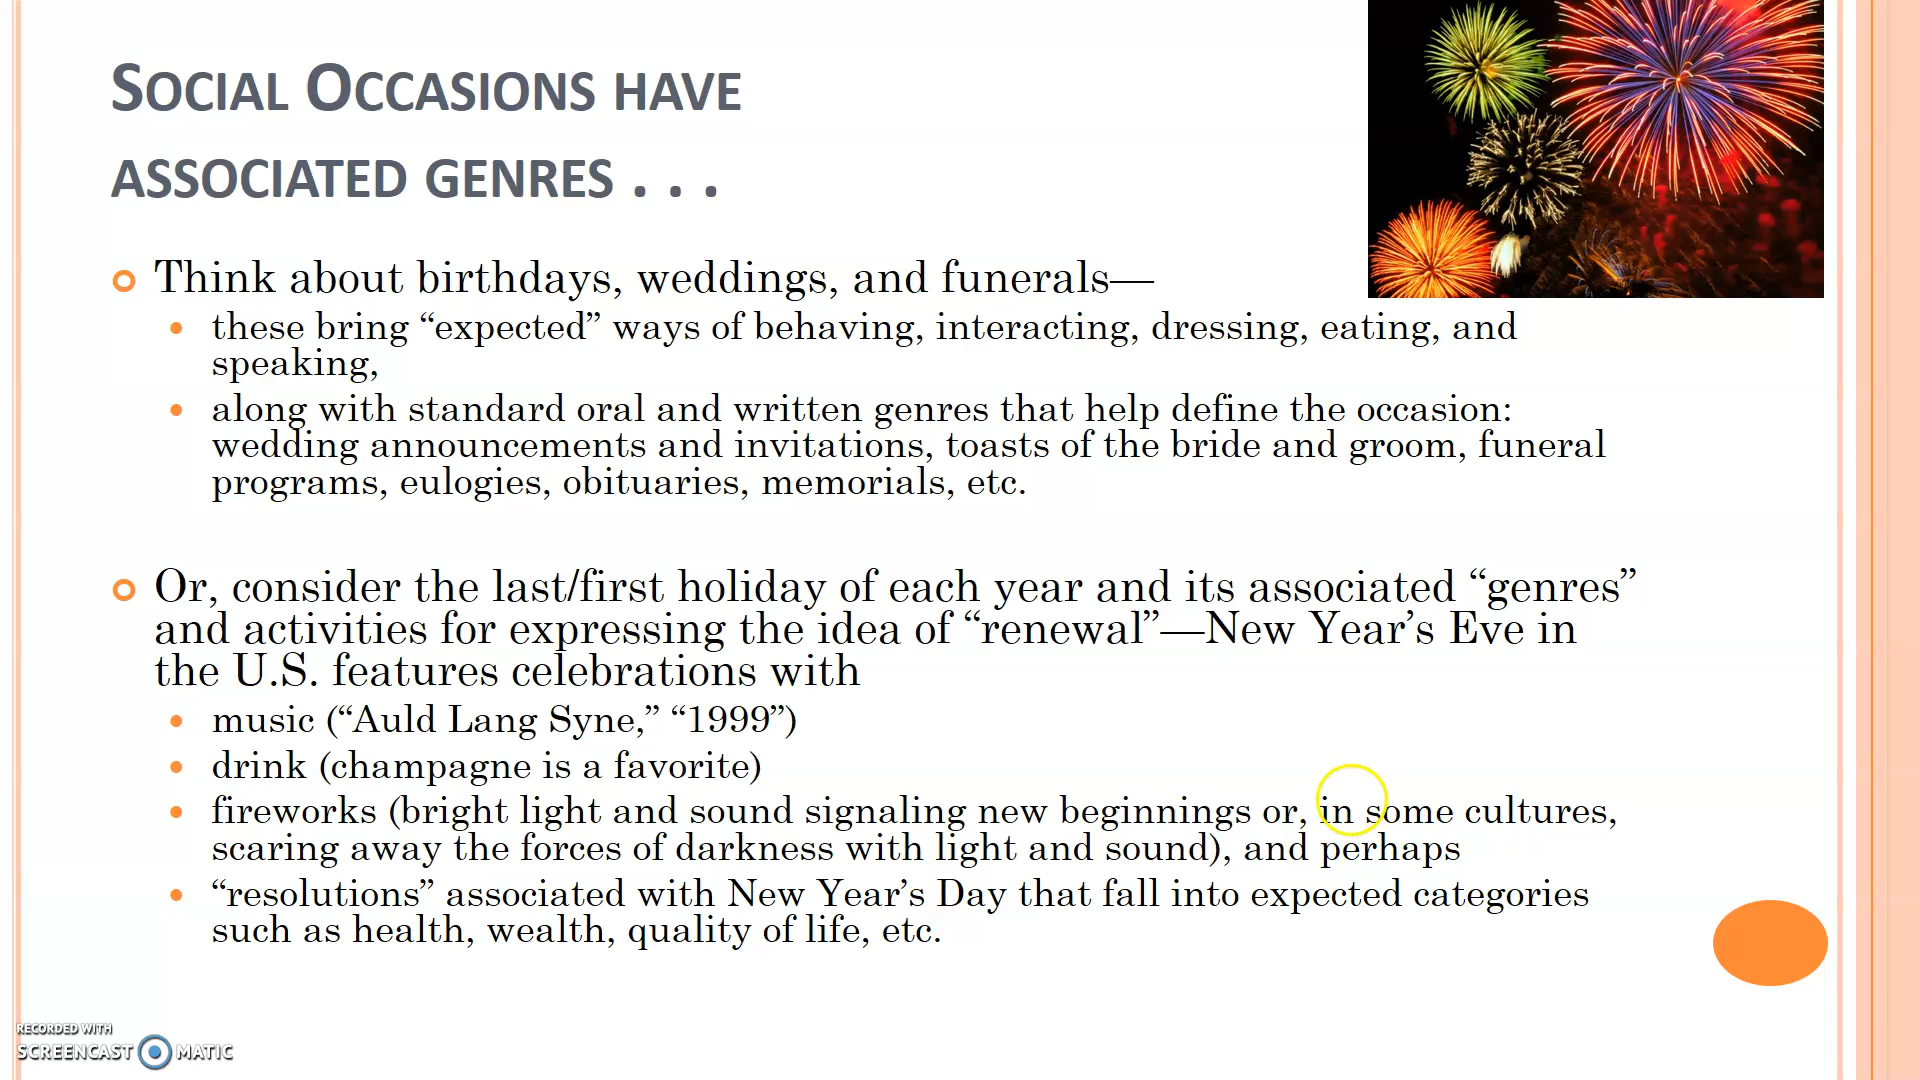 Social Occasions have
associated genres . . .
Think about birthdays, weddings, and funerals—
these bring “expected” ways of behaving, interacting, dressing, eating, and
speaking,
along with standard oral and written genres that help define the occasion:
wedding announcements and invitations, toasts of the bride and groom, funeral
programs, eulogies, obituaries, memorials, etc.
Or, consider the last/first holiday of each year and its associated “genres”
and activities for expressing the idea of “renewal”—New Year’s Eve in
the U.S. features celebrations with
music (“Auld Lang Syne,” “1999”)
drink (champagne is a favorite)
fireworks (bright light and sound signaling new beginnings or, in some cultures,
scaring away the forces of darkness with light and sound), and perhaps
“resolutions” associated with New Year’s Day that fall into expected categories
such as health, wealth, quality of life, etc.
RECORDED WITH
SCREENCAST MATIC